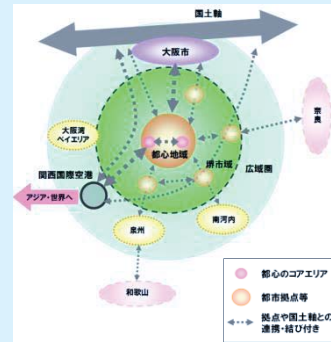 国土軸
大阪市
奈良
大阪湾
ベイエリア
都心地域
堺市域
広域圏
関西国際空港
アジア・世界へ
泉州
南河内
和歌山
都心のコアエリア
都市拠点等
拠点や国土軸との
連携・結び付き